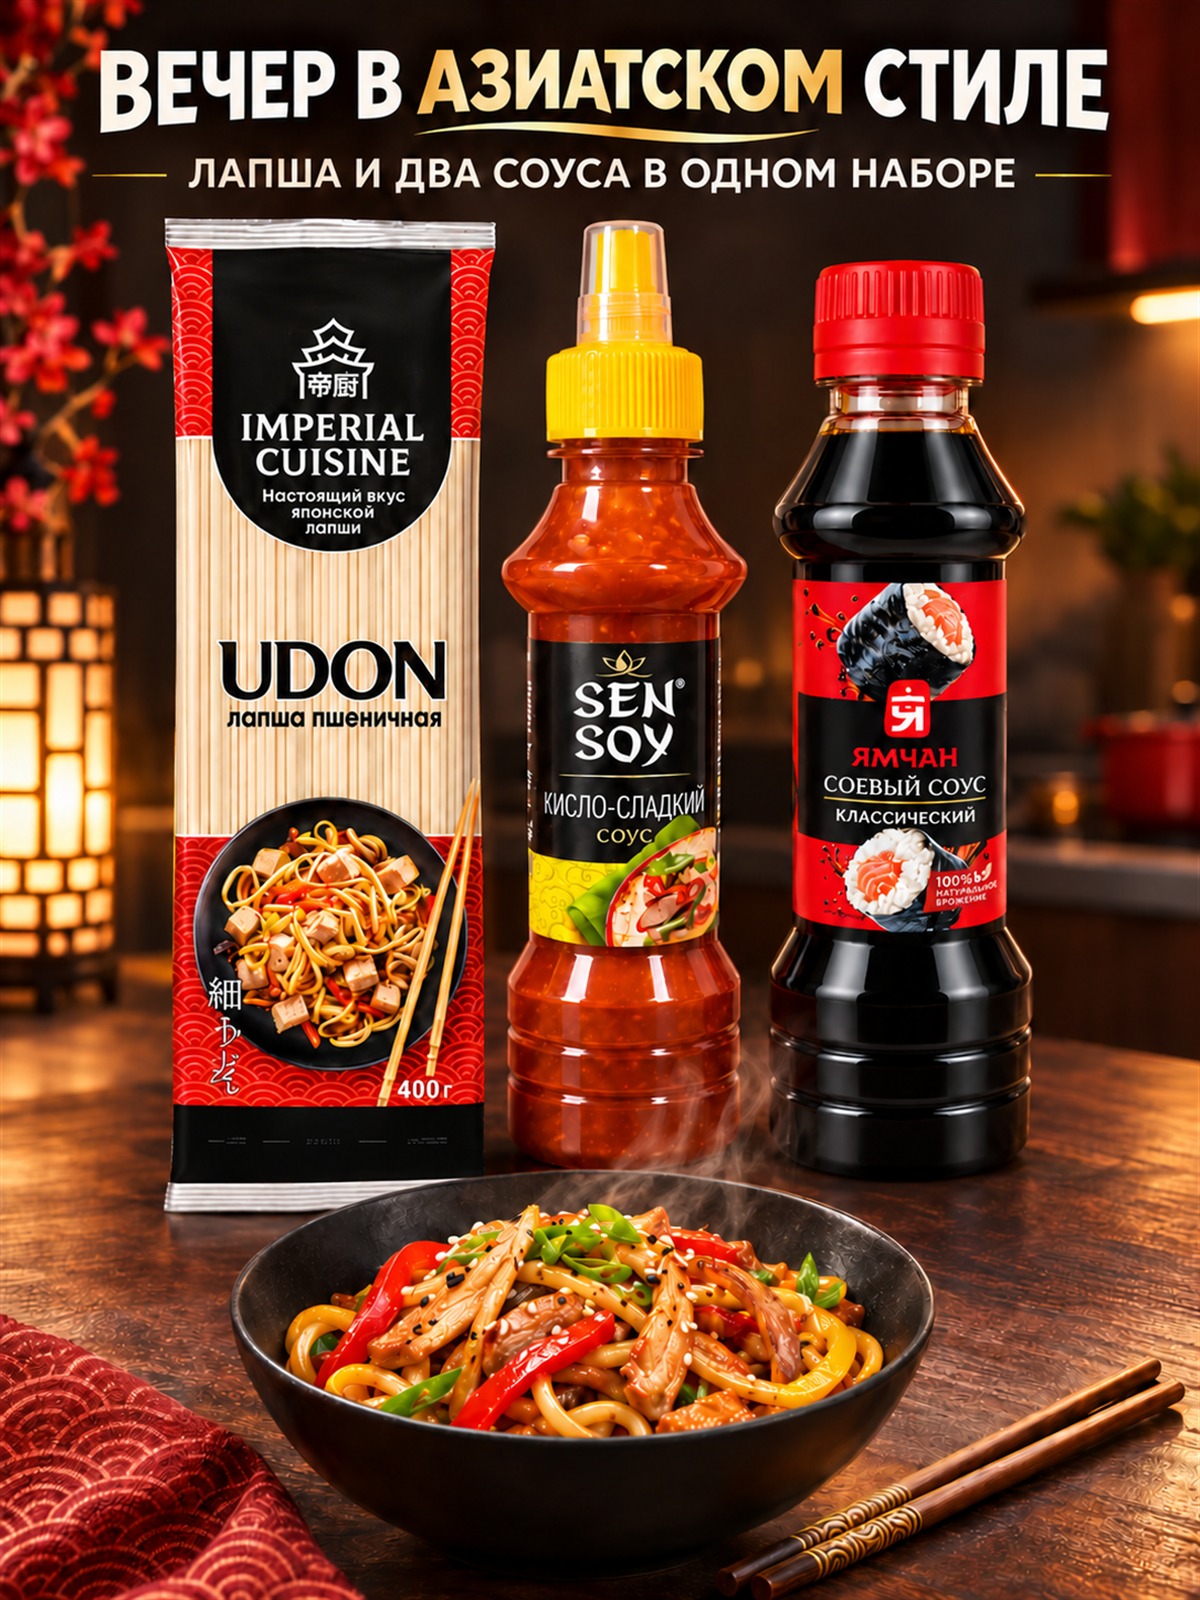 ВЕЧЕР В АЗИАТСКОМ СТИЛЕ
ЛАПША И ДВА СОУСА В ОДНОМ НАБОРЕ
帝厨
IMPERIAL
CUISINE
Настоящий вкус
японской
лапши
UDON
лапша пшеничная
細
400 г
SEN®
SOY
КИСЛО-СЛАДКИЙ
СОУС
Я
ЯМЧАН
СОЕВЫЙ СОУС
КЛАССИЧЕСКИЙ
100%
НАТУРАЛЬНОЕ
БРОЖЕНИЕ